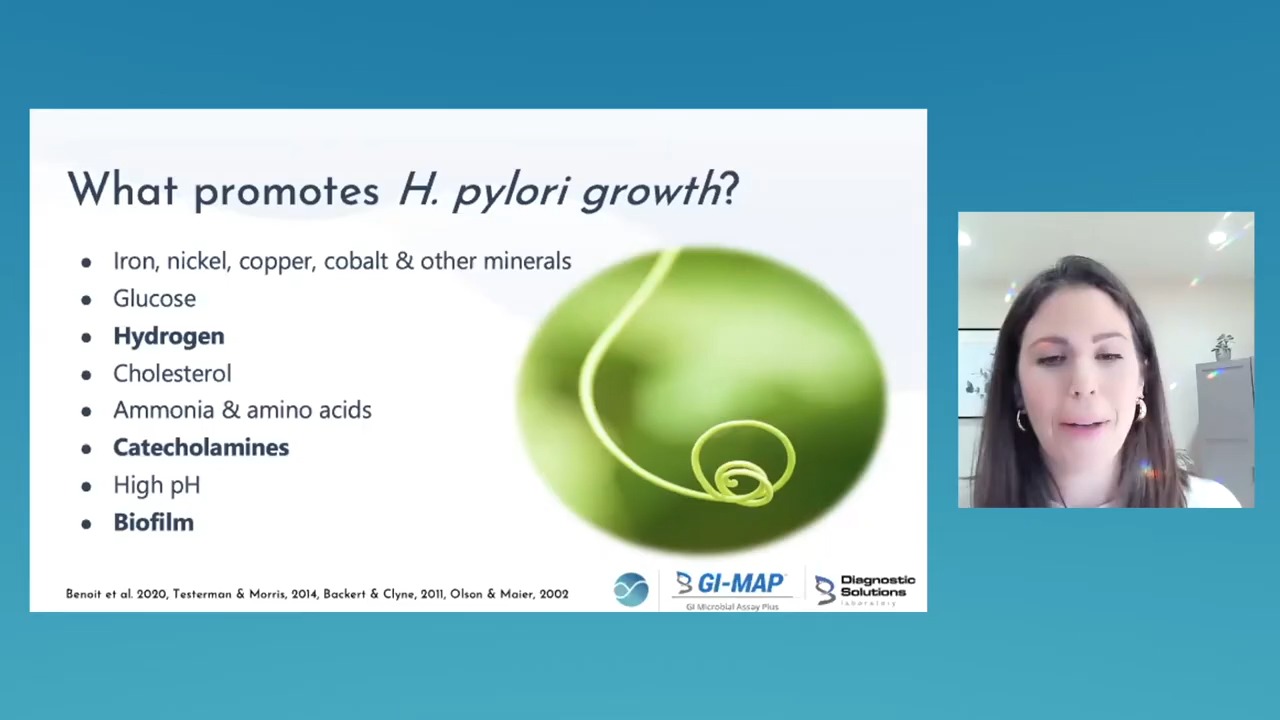 What promotes H. pylori growth?
• Iron, nickel, copper, cobalt & other minerals
• Glucose
• Hydrogen
• Cholesterol
• Ammonia & amino acids
• Catecholamines
• High pH
• Biofilm
Benoit et al. 2020, Testerman & Morris, 2014, Backert & Clyne, 2011, Olson & Maier, 2002
GI-MAP™
GI Microbial Assay Plus
Diagnostic
Solutions
laboratory